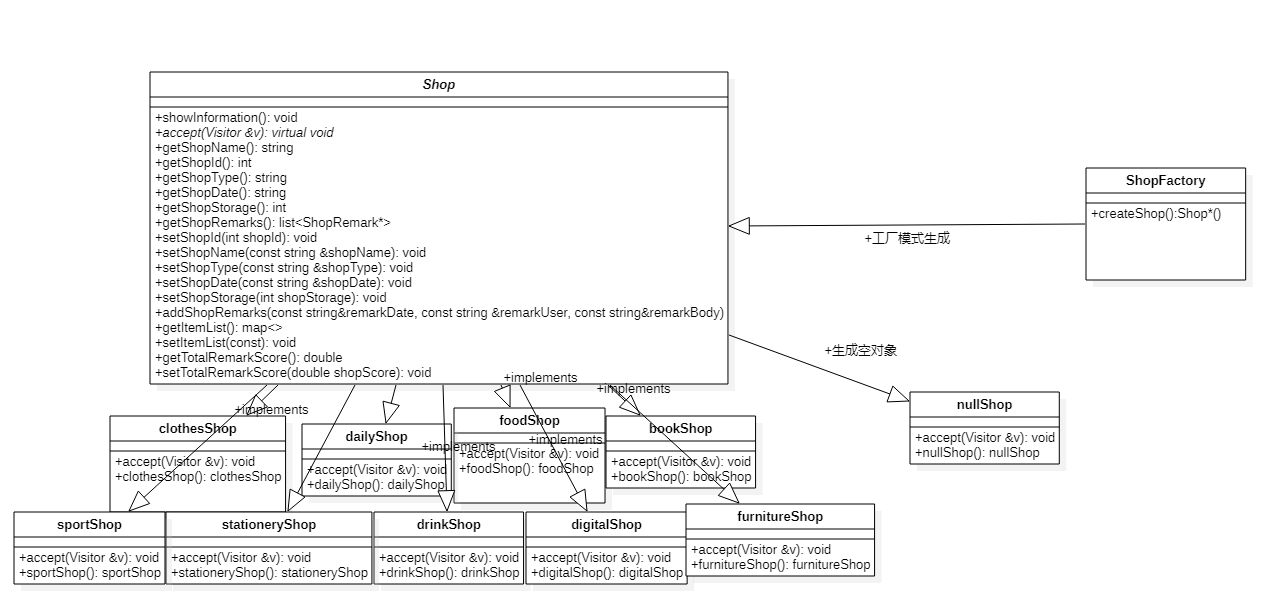 Shop
+showInformation(): void
+accept(Visitor &v): virtual void
+getShopName(): string
+getShopId(): int
+getShopType(): string
+getShopDate(): string
+getShopStorage(): int
+getShopRemarks(): list<ShopRemark*>
+setShopId(int shopId): void
+setShopName(const string &shopName): void
+setShopType(const string &shopType): void
+setShopDate(const string &shopDate): void
+setShopStorage(int shopStorage): void
+addShopRemarks(const string&remarkDate, const string &remarkUser, const string&remarkBody)
+getItemList(): map<>
+setItemList(const): void
+getTotalRemarkScore(): double
+setTotalRemarkScore(double shopScore): void
ShopFactory
+createShop():Shop*()
+工厂模式生成
+生成空对象
nullShop
+accept(Visitor &v): void
+nullShop(): nullShop
+implements
+implements
+implements
+implements
+implements
clothesShop
+accept(Visitor &v): void
+clothesShop(): clothesShop
dailyShop
+accept(Visitor &v): void
+dailyShop(): dailyShop
foodShop
+accept(Visitor &v): void
+foodShop(): foodShop
bookShop
+accept(Visitor &v): void
+bookShop(): bookShop
sportShop
+accept(Visitor &v): void
+sportShop(): sportShop
stationeryShop
+accept(Visitor &v): void
+stationeryShop(): stationeryShop
drinkShop
+accept(Visitor &v): void
+drinkShop(): drinkShop
digitalShop
+accept(Visitor &v): void
+digitalShop(): digitalShop
furnitureShop
+accept(Visitor &v): void
+furnitureShop(): furnitureShop